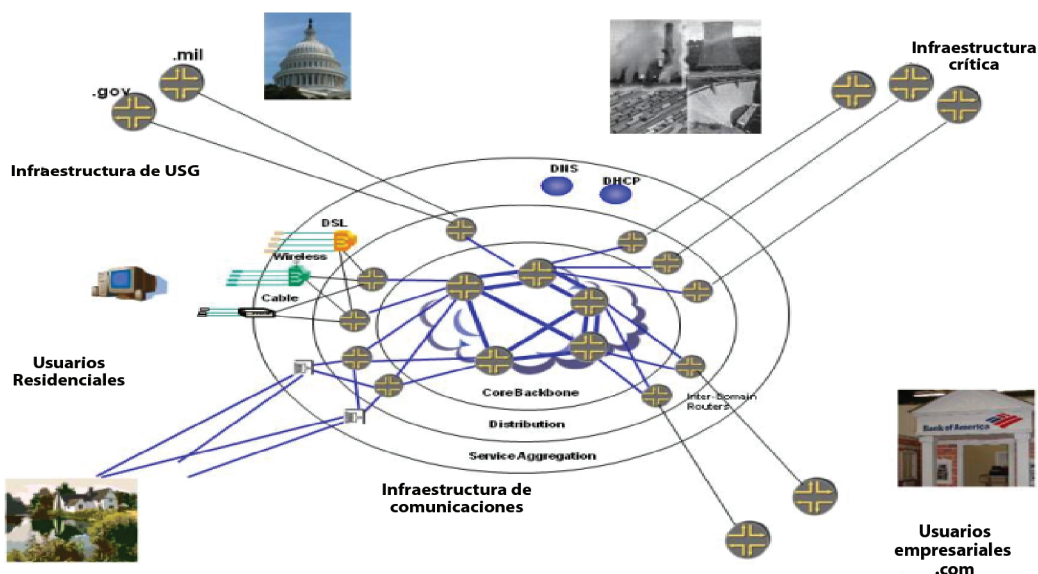 .mil
.gov
Infraestructura
crítica
Infraestructura de USG
DNS
DHCP
DSL
Wireless
Cable
Usuarios
Residenciales
Core Backbone
Inter-Domain
Routers
Distribution
Service Aggregation
Bank of America
Infraestructura de
comunicaciones
Usuarios
empresariales
.com